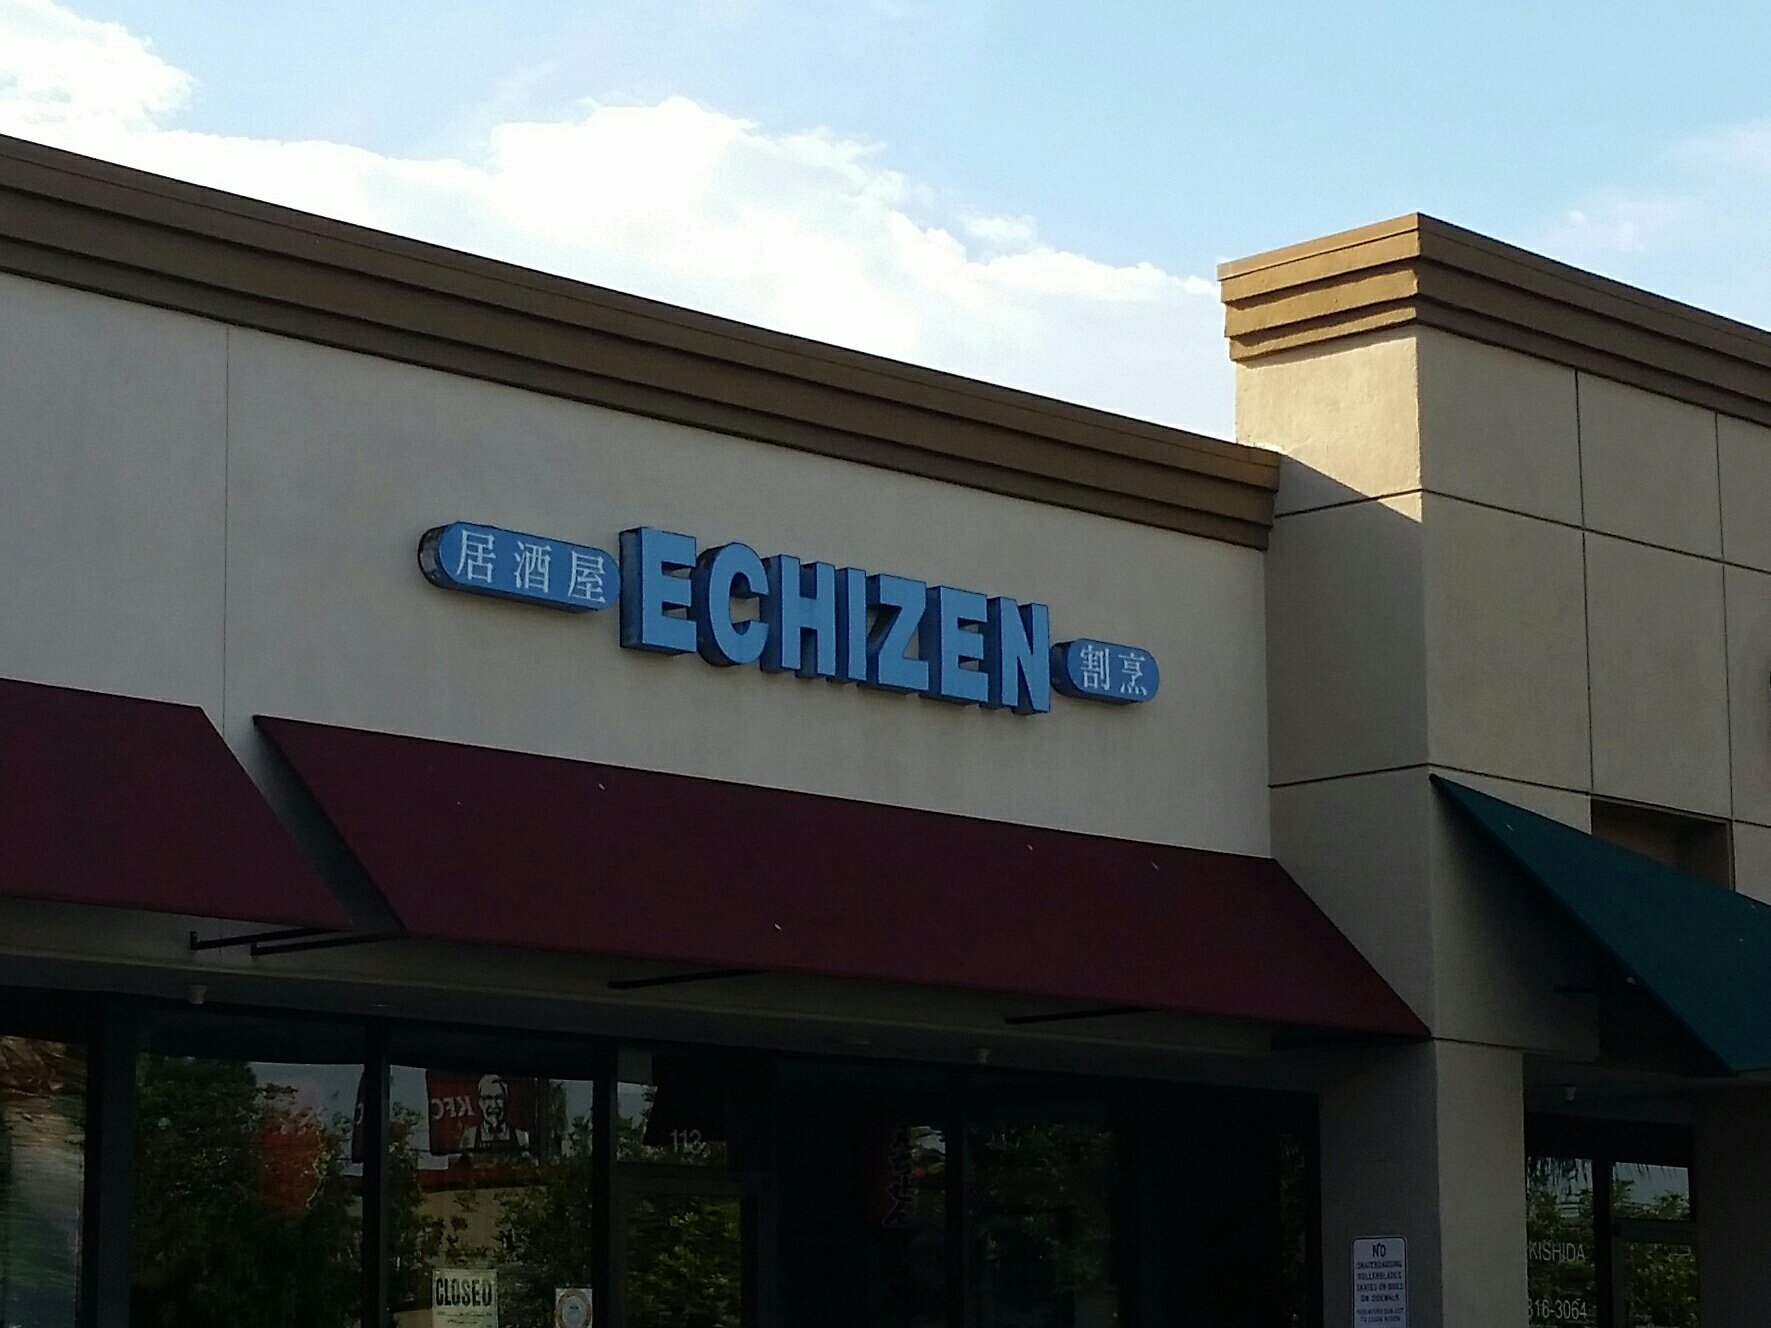 居酒屋 ECHIZEN 割烹
KFC
113
CLOSED
NO
SKATEBOARDING
ROLLERBLADES
SKATES OR BIKES
ON SIDEWALK
KISHIDA
316-3064